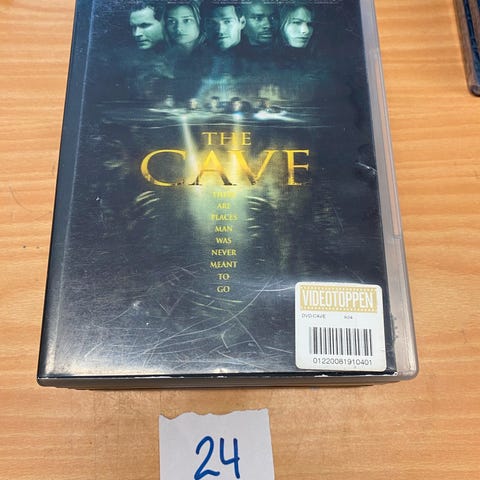 THE
CAVE
THERE
ARE
PLACES
MAN
WAS
NEVER
MEANT
TO
GO
VIDEOTOPPEN
DVD-CAVE
01220081910401
24